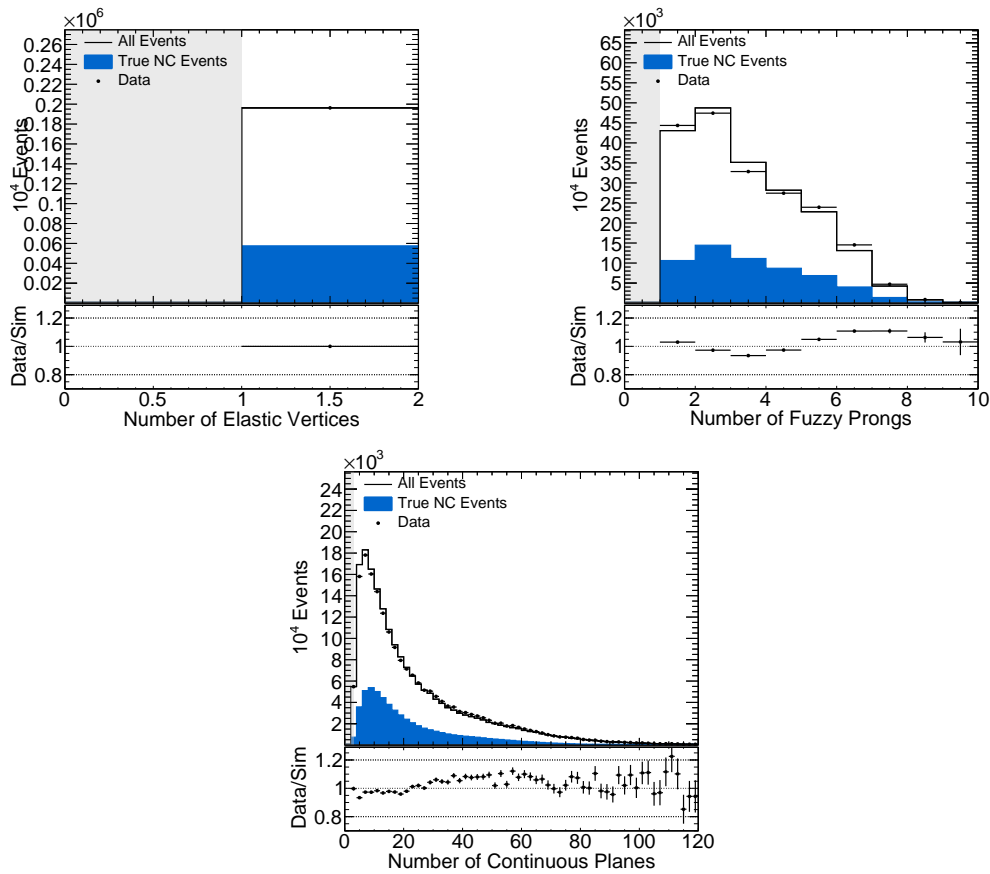 ×10⁶
All Events
True NC Events
Data
0.26
0.24
0.22
0.2
0.18
0.16
0.14
0.12
0.1
0.08
0.06
0.04
0.02
10⁴ Events
1.2
1
0.8
Data/Sim
0 0.5 1 1.5 2
Number of Elastic Vertices
×10³
All Events
True NC Events
Data
65
60
55
50
45
40
35
30
25
20
15
10
5
10⁴ Events
1.2
1
0.8
Data/Sim
0 2 4 6 8 10
Number of Fuzzy Prongs
×10³
All Events
True NC Events
Data
24
22
20
18
16
14
12
10
8
6
4
2
10⁴ Events
1.2
1
0.8
Data/Sim
0 20 40 60 80 100 120
Number of Continuous Planes